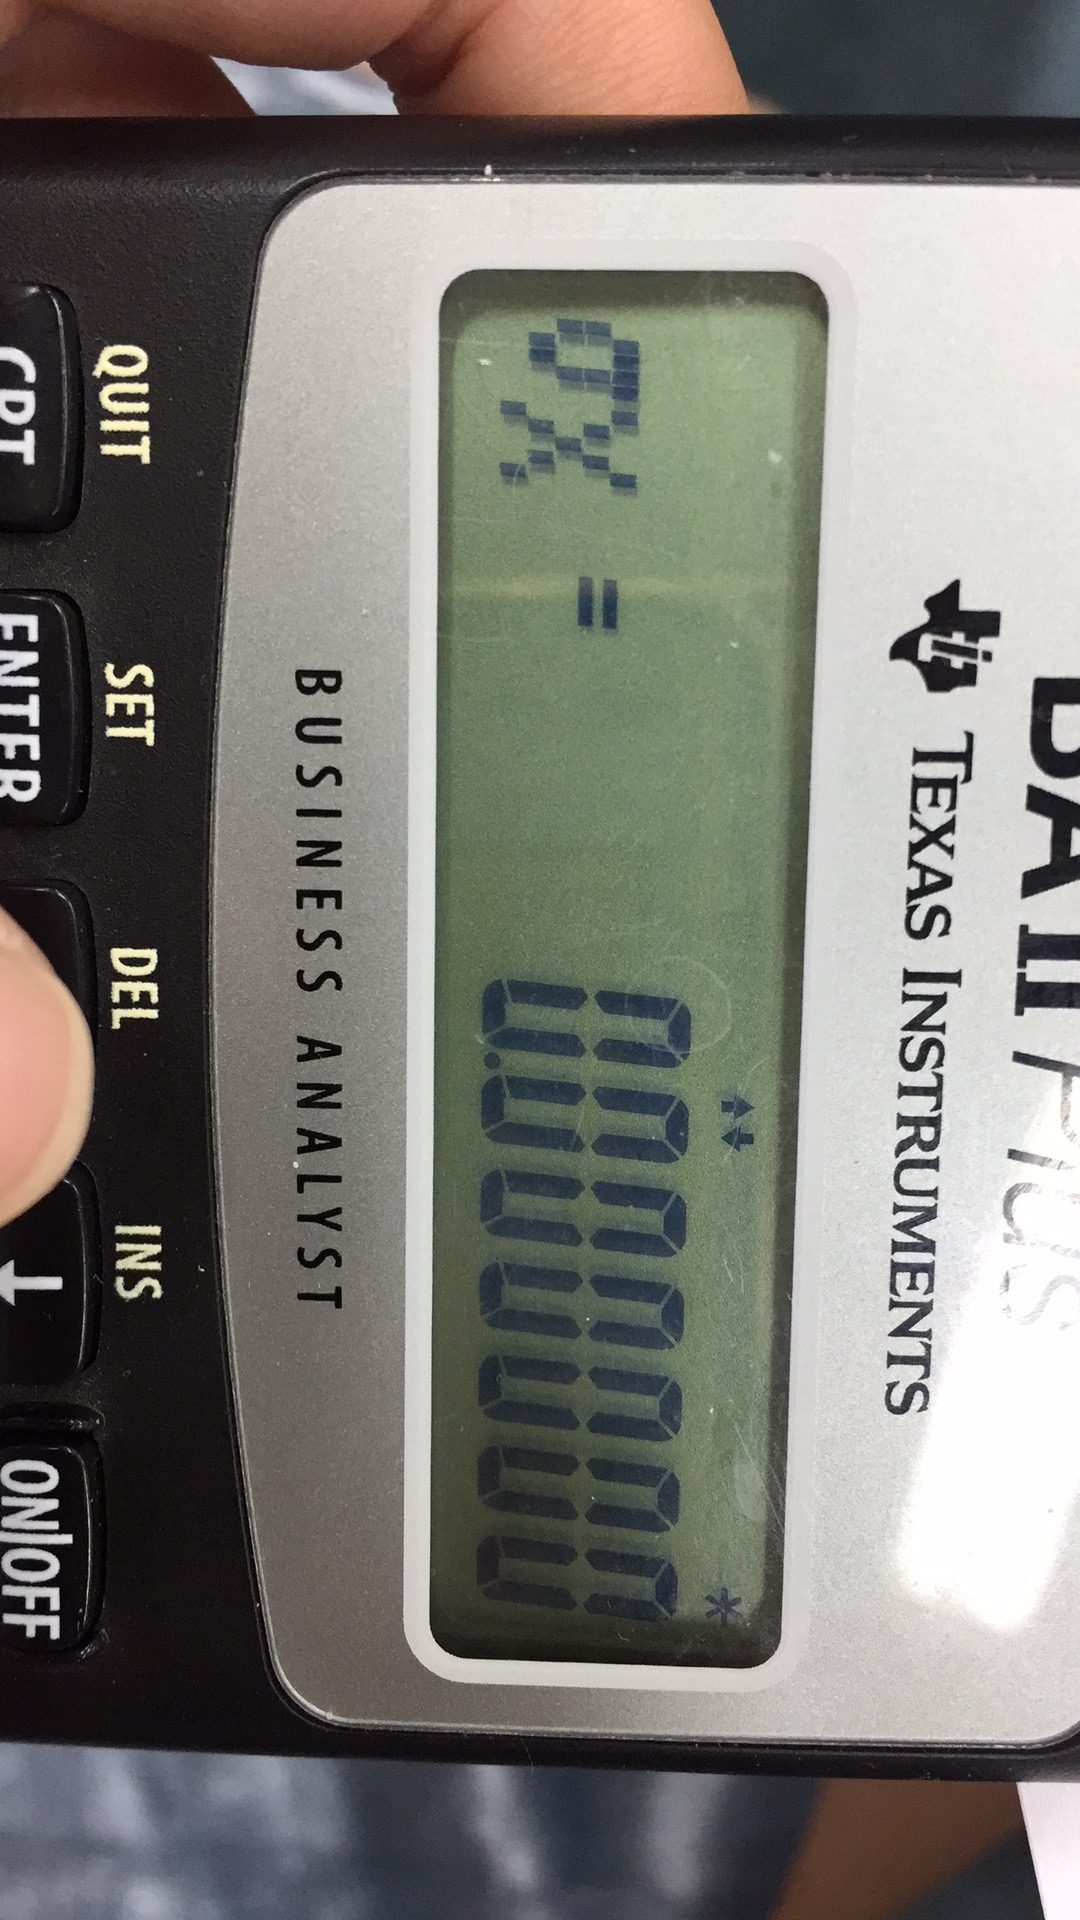 BA II Plus
TEXAS INSTRUMENTS
↓↑ *
σx = 0.000000
BUSINESS ANALYST
QUIT SET DEL INS
CPT ENTER ↓ ON/OFF